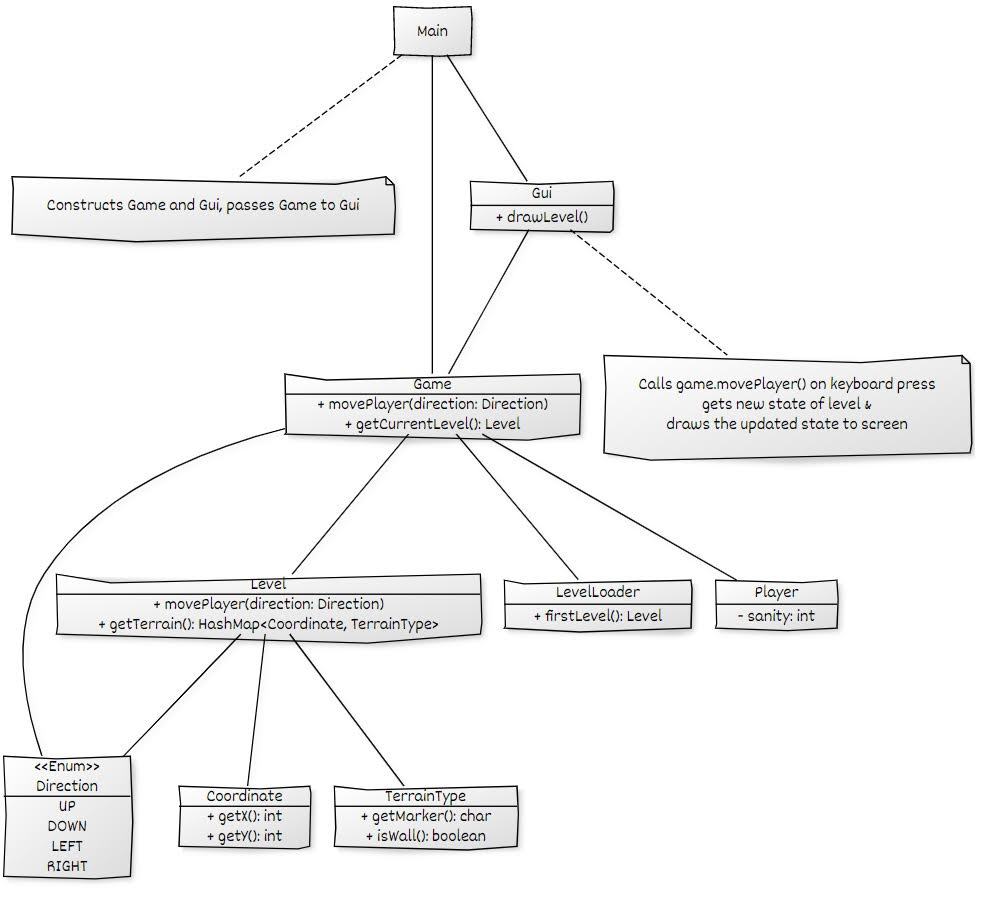 Main
Constructs Game and Gui, passes Game to Gui
Gui
+ drawLevel()
Calls game.movePlayer() on keyboard press
gets new state of level &
draws the updated state to screen
Game
+ movePlayer(direction: Direction)
+ getCurrentLevel(): Level
Level
+ movePlayer(direction: Direction)
+ getTerrain(): HashMap<Coordinate, TerrainType>
LevelLoader
+ firstLevel(): Level
Player
- sanity: int
<<Enum>>
Direction
UP
DOWN
LEFT
RIGHT
Coordinate
+ getX(): int
+ getY(): int
TerrainType
+ getMarker(): char
+ isWall(): boolean